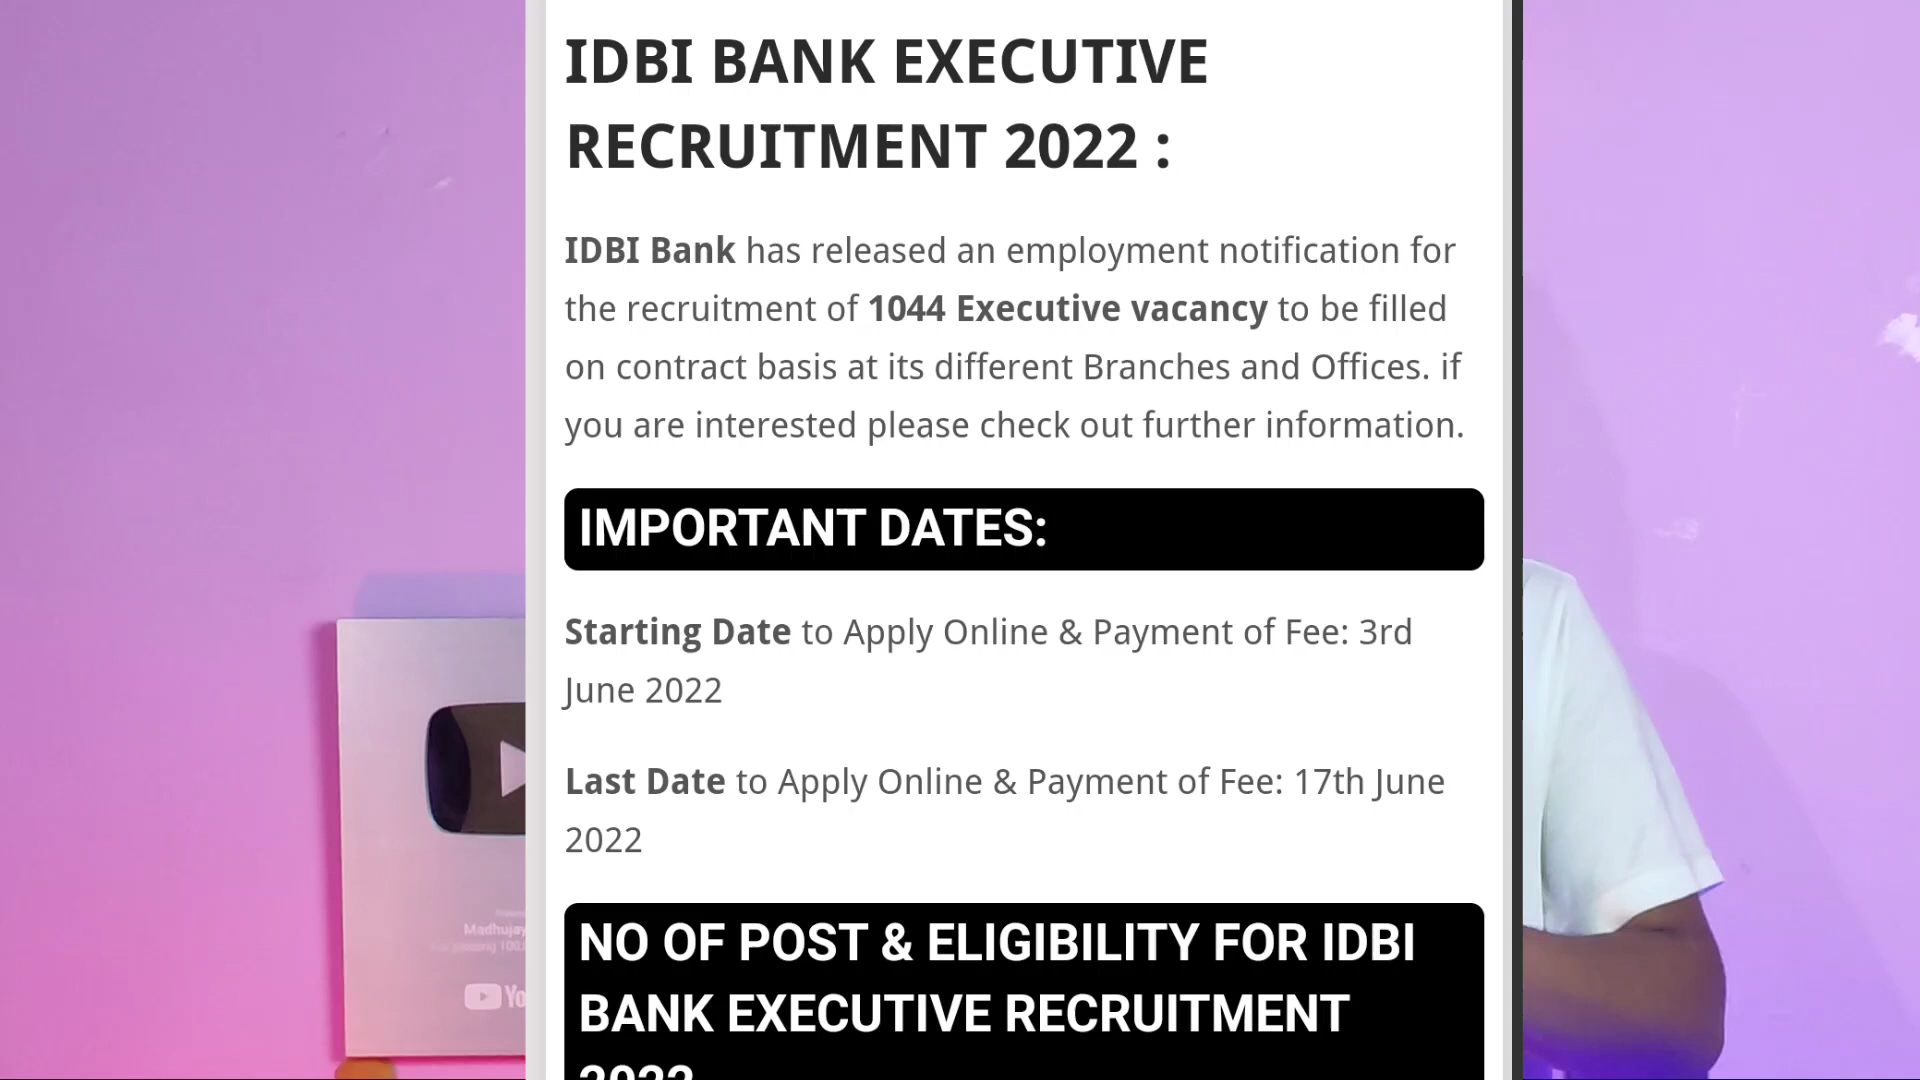 IDBI BANK EXECUTIVE
RECRUITMENT 2022 :
IDBI Bank has released an employment notification for
the recruitment of 1044 Executive vacancy to be filled
on contract basis at its different Branches and Offices. if
you are interested please check out further information.
IMPORTANT DATES:
Starting Date to Apply Online & Payment of Fee: 3rd
June 2022
Last Date to Apply Online & Payment of Fee: 17th June
2022
NO OF POST & ELIGIBILITY FOR IDBI
BANK EXECUTIVE RECRUITMENT
2022
Madhujay